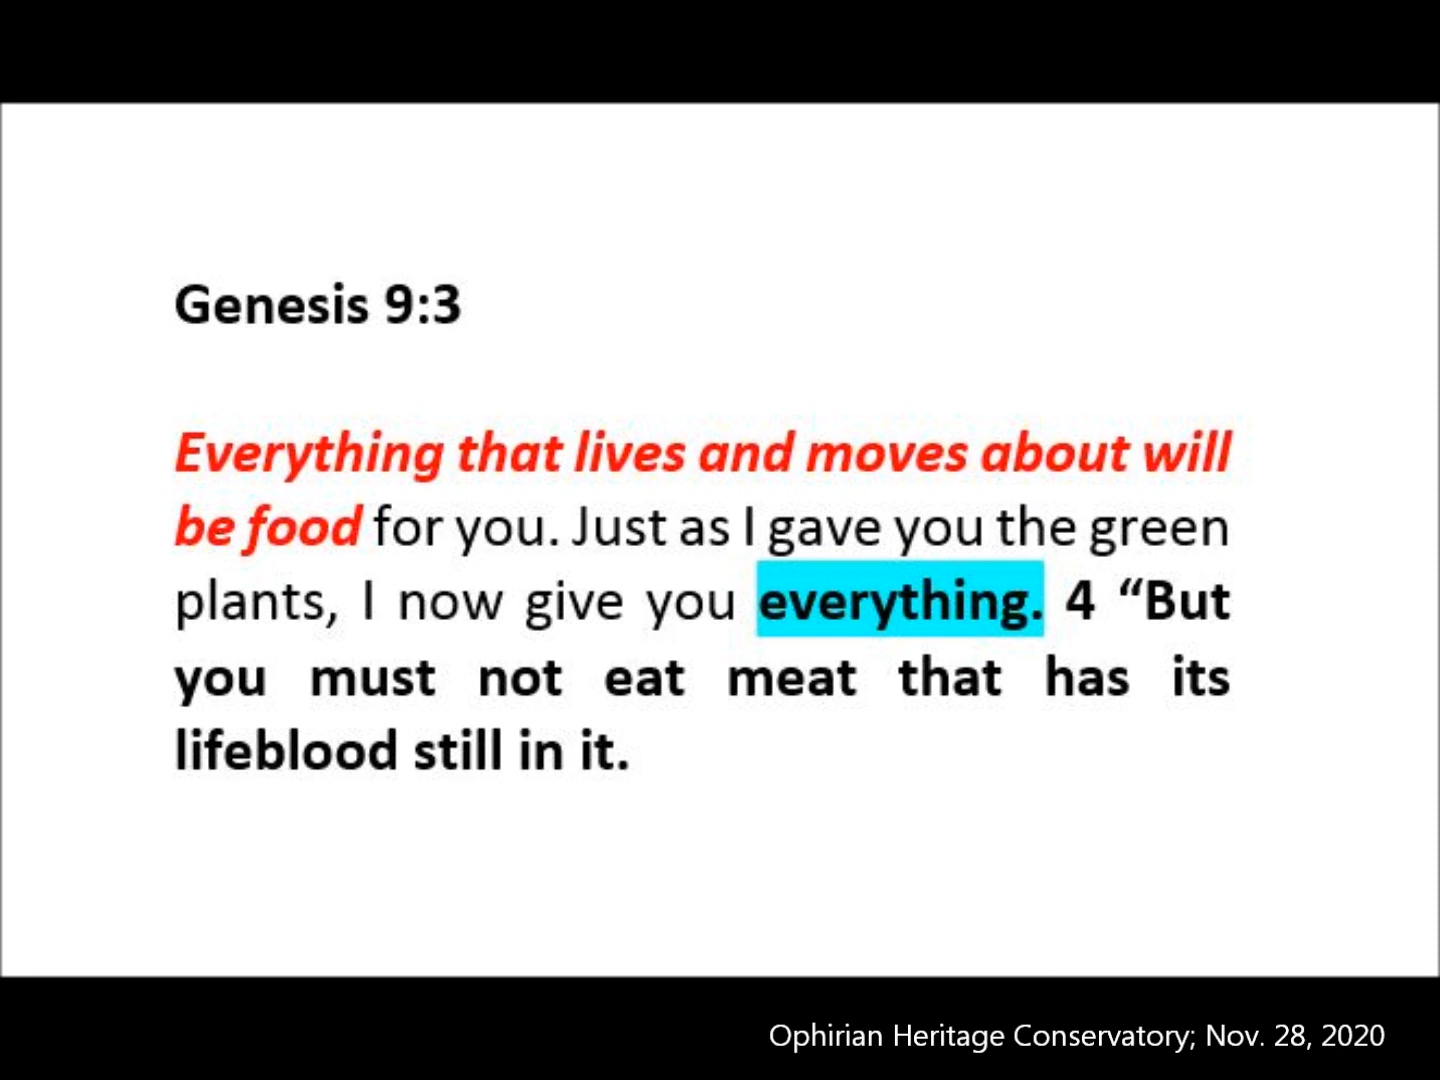 Genesis 9:3
Everything that lives and moves about will
be food for you. Just as I gave you the green
plants, I now give you everything. 4 “But
you must not eat meat that has its
lifeblood still in it.
Ophirian Heritage Conservatory; Nov. 28, 2020